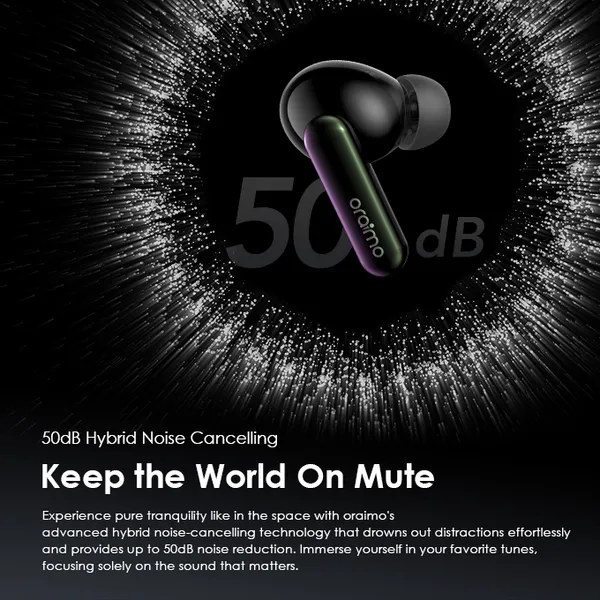 50 dB
oraimo
50dB Hybrid Noise Cancelling
Keep the World On Mute
Experience pure tranquility like in the space with oraimo's
advanced hybrid noise-cancelling technology that drowns out distractions effortlessly
and provides up to 50dB noise reduction. Immerse yourself in your favorite tunes,
focusing solely on the sound that matters.